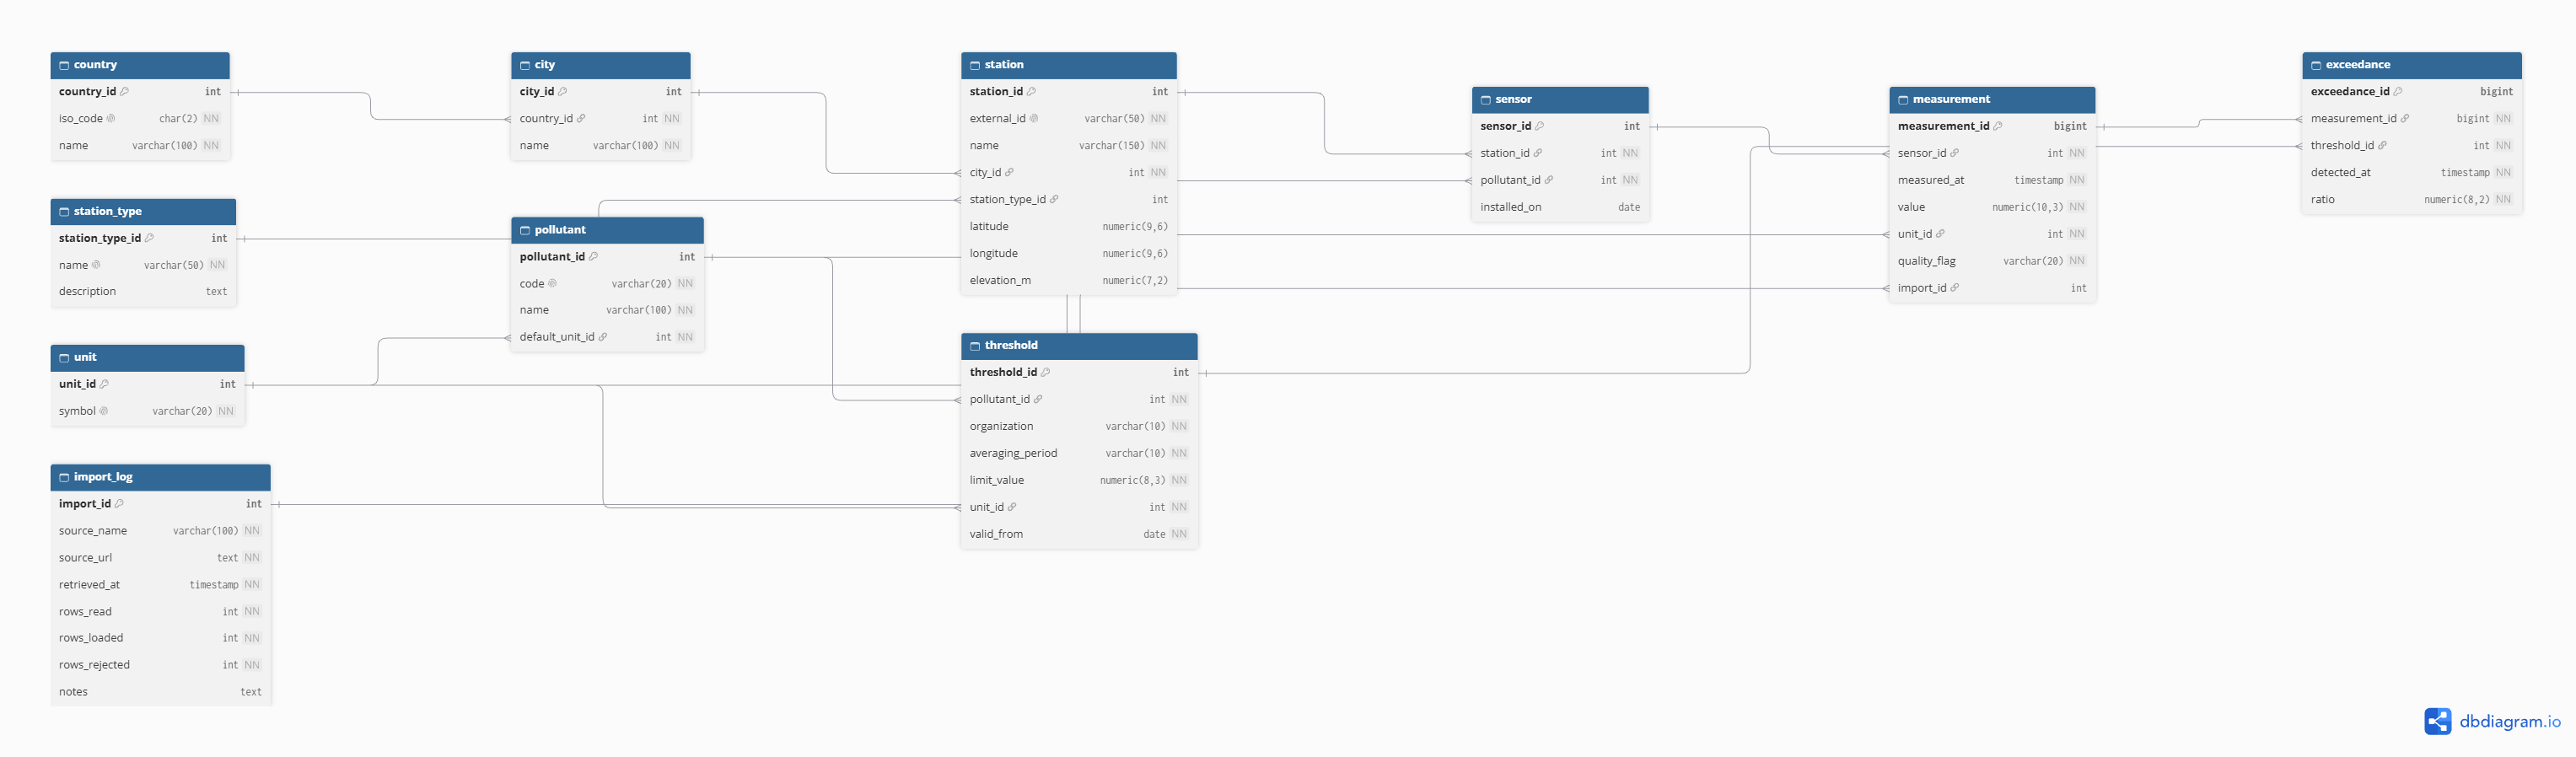 country
country_id int
iso_code char(2) NN
name varchar(100) NN
city
city_id int
country_id int NN
name varchar(100) NN
station
station_id int
external_id varchar(50) NN
name varchar(150) NN
city_id int NN
station_type_id int
latitude numeric(9,6)
longitude numeric(9,6)
elevation_m numeric(7,2)
sensor
sensor_id int
station_id int NN
pollutant_id int NN
installed_on date
measurement
measurement_id bigint
sensor_id int NN
measured_at timestamp NN
value numeric(10,3) NN
unit_id int NN
quality_flag varchar(20) NN
import_id int
exceedance
exceedance_id bigint
measurement_id bigint NN
threshold_id int NN
detected_at timestamp NN
ratio numeric(8,2) NN
station_type
station_type_id int
name varchar(50) NN
description text
pollutant
pollutant_id int
code varchar(20) NN
name varchar(100) NN
default_unit_id int NN
unit
unit_id int
symbol varchar(20) NN
threshold
threshold_id int
pollutant_id int NN
organization varchar(10) NN
averaging_period varchar(10) NN
limit_value numeric(8,3) NN
unit_id int NN
valid_from date NN
import_log
import_id int
source_name varchar(100) NN
source_url text NN
retrieved_at timestamp NN
rows_read int NN
rows_loaded int NN
rows_rejected int NN
notes text
dbdiagram.io